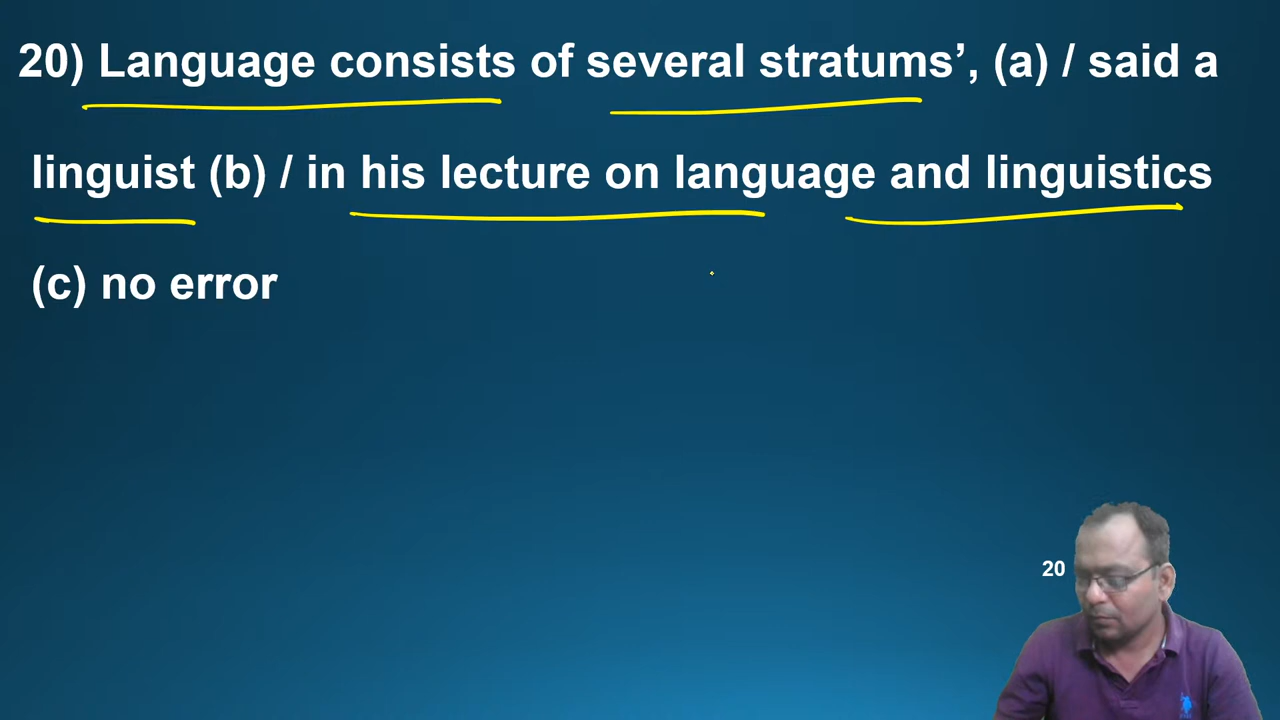 20) Language consists of several stratums’, (a) / said a
linguist (b) / in his lecture on language and linguistics
(c) no error
20